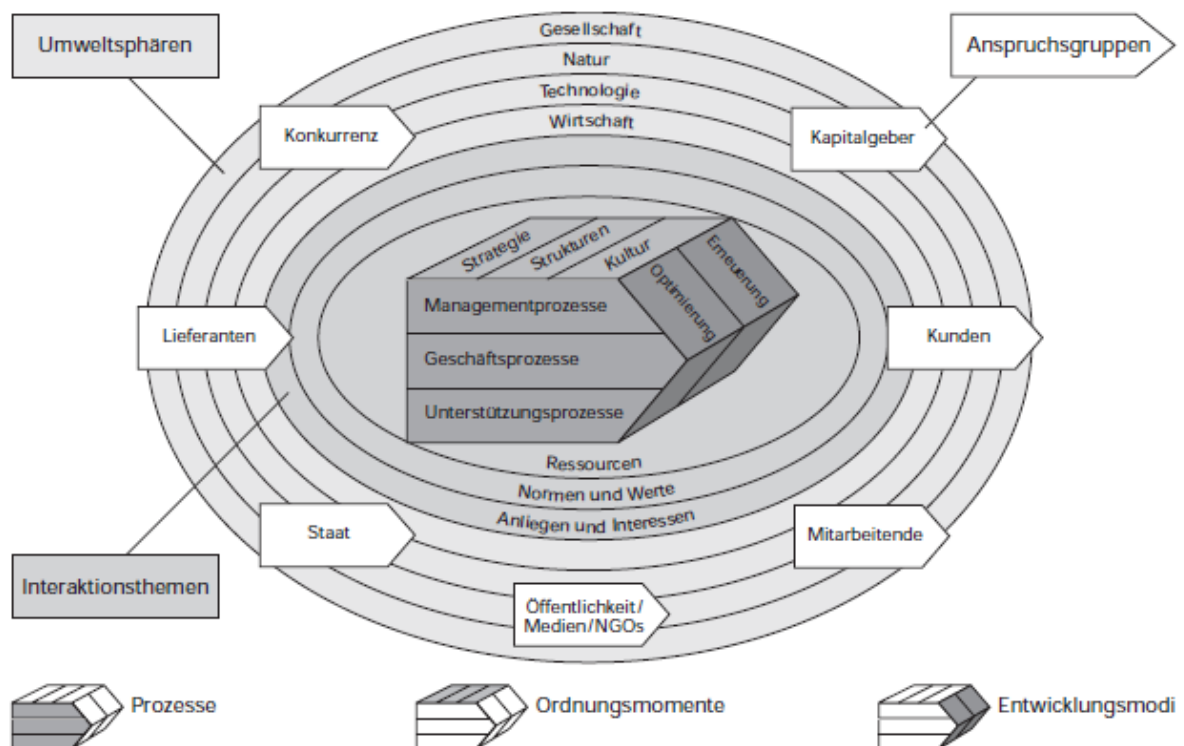 Umweltsphären
Anspruchsgruppen
Gesellschaft
Natur
Technologie
Wirtschaft
Konkurrenz
Kapitalgeber
Strategie
Strukturen
Kultur
Optimierung
Erneuerung
Managementprozesse
Geschäftsprozesse
Unterstützungsprozesse
Lieferanten
Kunden
Ressourcen
Normen und Werte
Anliegen und Interessen
Staat
Mitarbeitende
Öffentlichkeit/
Medien/NGOs
Interaktionsthemen
Prozesse
Ordnungsmomente
Entwicklungsmodi